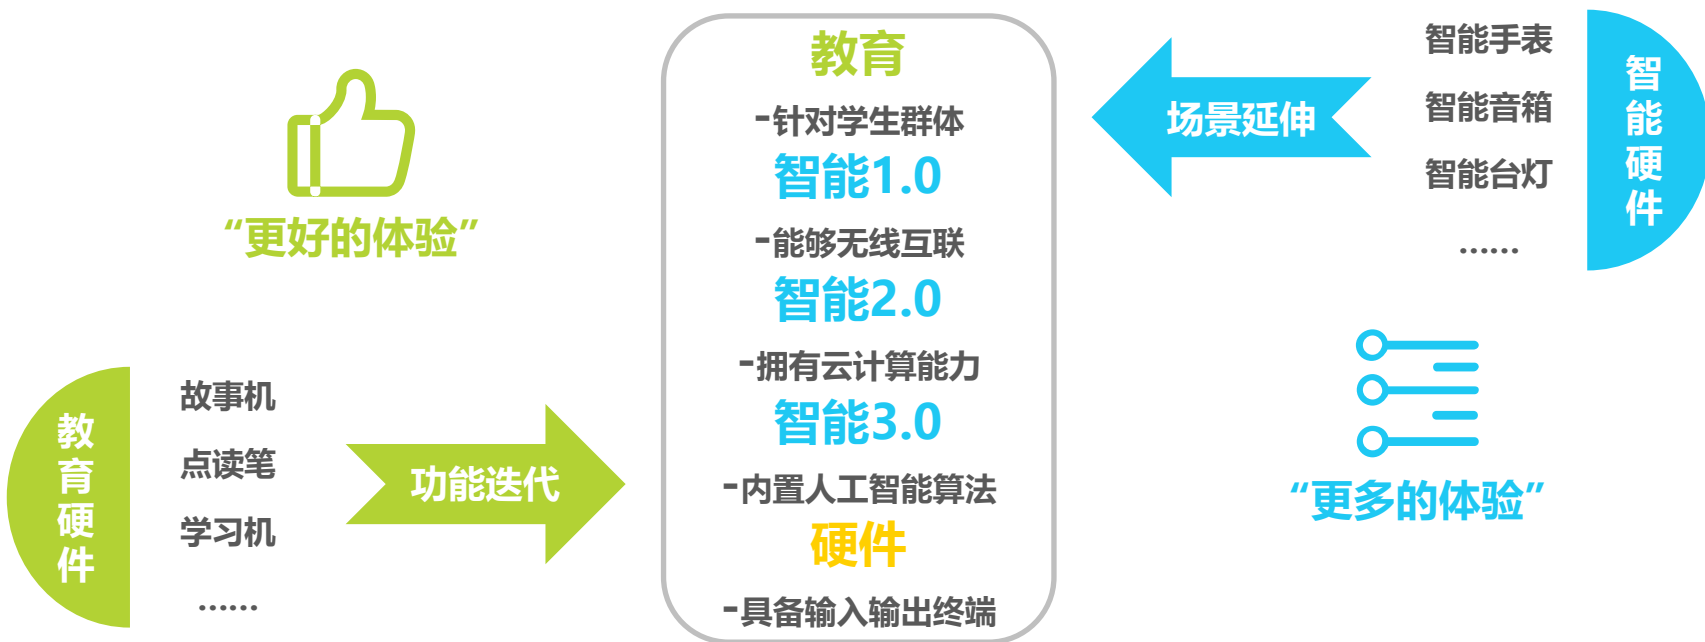 “更好的体验”
教育硬件
故事机
点读笔
学习机
……
功能迭代
教育
-针对学生群体
智能1.0
-能够无线互联
智能2.0
-拥有云计算能力
智能3.0
-内置人工智能算法
硬件
-具备输入输出终端
场景延伸
智能手表
智能音箱
智能台灯
……
智能硬件
“更多的体验”